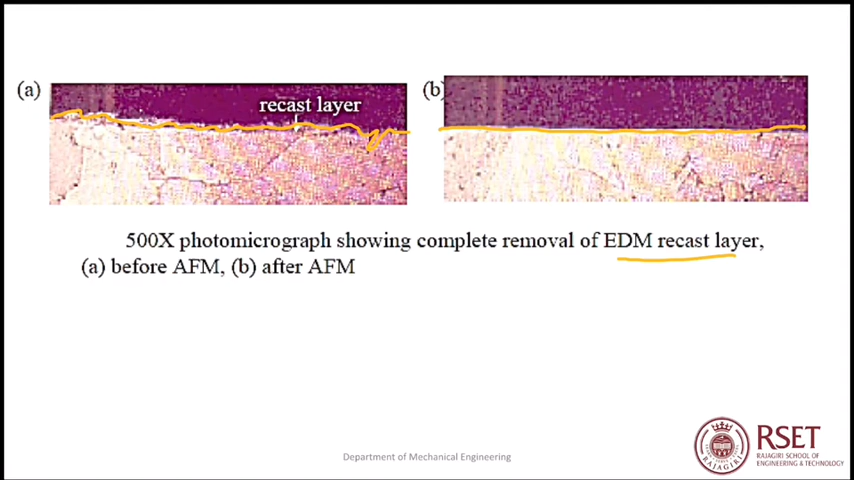 (a)
recast layer
(b)
500X photomicrograph showing complete removal of EDM recast layer,
(a) before AFM, (b) after AFM
Department of Mechanical Engineering
RAJAGIRI
RSET
RAJAGIRI SCHOOL OF
ENGINEERING & TECHNOLOGY